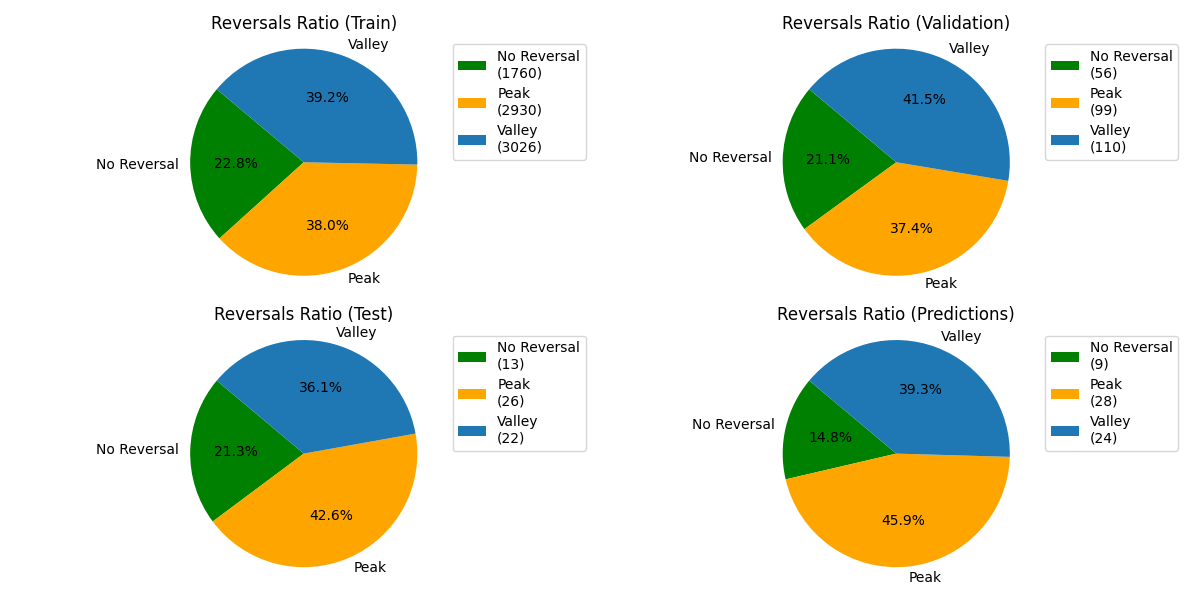 Reversals Ratio (Train)
Valley
39.2%
No Reversal
22.8%
38.0%
Peak
No Reversal
(1760)
Peak
(2930)
Valley
(3026)
Reversals Ratio (Validation)
Valley
41.5%
No Reversal
21.1%
37.4%
Peak
No Reversal
(56)
Peak
(99)
Valley
(110)
Reversals Ratio (Test)
Valley
36.1%
No Reversal
21.3%
42.6%
Peak
No Reversal
(13)
Peak
(26)
Valley
(22)
Reversals Ratio (Predictions)
Valley
39.3%
No Reversal
14.8%
45.9%
Peak
No Reversal
(9)
Peak
(28)
Valley
(24)